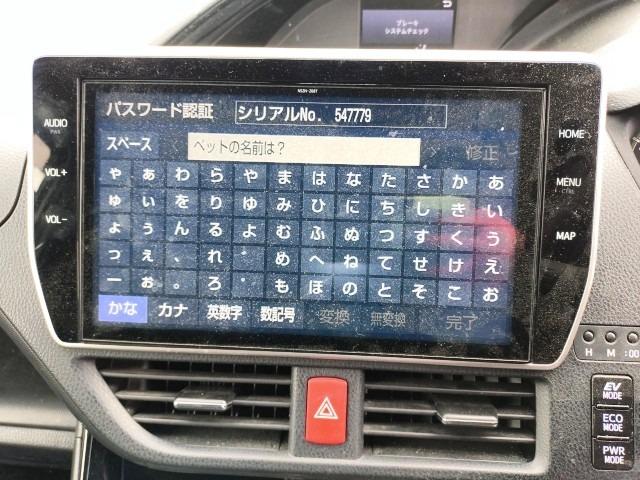 ブレーキ
システムチェック
NSZN-Z68T
AUDIO
PWR
VOL+
VOL-
HOME
MENU
CTRL
MAP
パスワード認証 シリアルNo. 547779
スペース ペットの名前は? 修正
ゃ ぁ わ ら や ま は な た さ か あ
ゅ ぃ を り ゆ み ひ に ち し き い
ょ ぅ ん る よ む ふ ぬ つ す く う
っ ぇ 、 れ ゛ め へ ね て せ け え
ー ぉ 。 ろ ゜ も ほ の と そ こ お
かな カナ 英数字 数記号 変換 無変換 完了
H M :00
EV
MODE
ECO
MODE
PWR
MODE